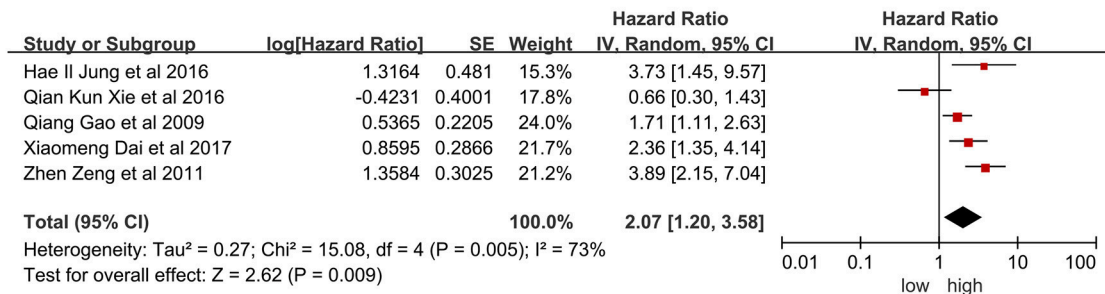 Hazard Ratio Hazard Ratio
Study or Subgroup log[Hazard Ratio] SE Weight IV, Random, 95% CI IV, Random, 95% CI
Hae Il Jung et al 2016 1.3164 0.481 15.3% 3.73 [1.45, 9.57]
Qian Kun Xie et al 2016 -0.4231 0.4001 17.8% 0.66 [0.30, 1.43]
Qiang Gao et al 2009 0.5365 0.2205 24.0% 1.71 [1.11, 2.63]
Xiaomeng Dai et al 2017 0.8595 0.2866 21.7% 2.36 [1.35, 4.14]
Zhen Zeng et al 2011 1.3584 0.3025 21.2% 3.89 [2.15, 7.04]
Total (95% CI) 100.0% 2.07 [1.20, 3.58]
Heterogeneity: Tau² = 0.27; Chi² = 15.08, df = 4 (P = 0.005); I² = 73%
Test for overall effect: Z = 2.62 (P = 0.009)
0.01 0.1 1 10 100
low high